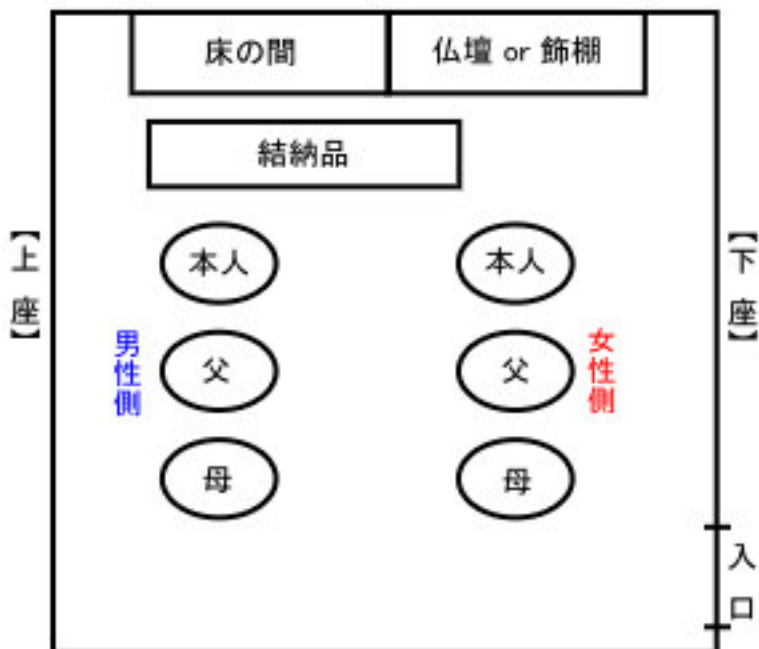 床の間
仏壇 or 飾棚
結納品
【上座】
本人
本人
【下座】
男性側
父
父
女性側
母
母
入口